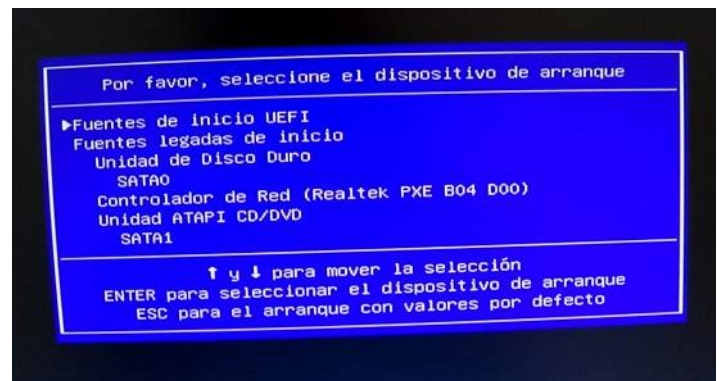 Por favor, seleccione el dispositivo de arranque
▶Fuentes de inicio UEFI
Fuentes legadas de inicio
Unidad de Disco Duro
SATA0
Controlador de Red (Realtek PXE B04 D00)
Unidad ATAPI CD/DVD
SATA1
↑ y ↓ para mover la selección
ENTER para seleccionar el dispositivo de arranque
ESC para el arranque con valores por defecto